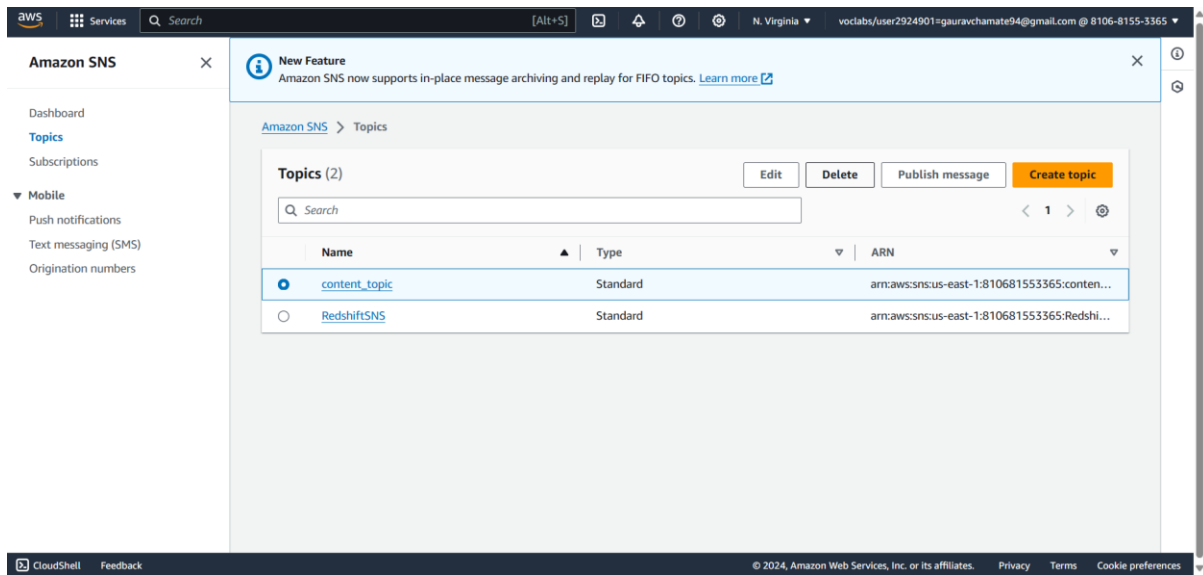 aws Services Search [Alt+S] N. Virginia voclabs/user2924901=gauravchamate94@gmail.com @ 8106-8155-3365
Amazon SNS
New Feature
Amazon SNS now supports in-place message archiving and replay for FIFO topics. Learn more
Dashboard
Topics
Subscriptions
Mobile
Push notifications
Text messaging (SMS)
Origination numbers
Amazon SNS > Topics
Topics (2) Edit Delete Publish message Create topic
Search 1
Name Type ARN
content_topic Standard arn:aws:sns:us-east-1:810681553365:conten...
RedshiftSNS Standard arn:aws:sns:us-east-1:810681553365:Redshi...
CloudShell Feedback © 2024, Amazon Web Services, Inc. or its affiliates. Privacy Terms Cookie preferences